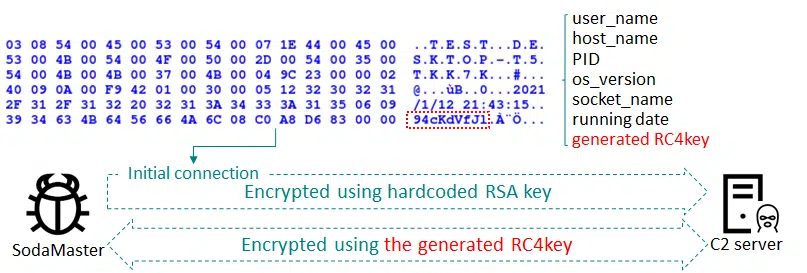 03 08 54 00 45 00 53 00 54 00 07 1E 44 00 45 00 ..T.E.S.T...D.E.
53 00 4B 00 54 00 4F 00 50 00 2D 00 54 00 35 00 S.K.T.O.P.-.T.5.
54 00 4B 00 4B 00 37 00 4B 00 04 9C 23 00 00 02 T.K.K.7.K..#...
40 09 0A 00 F9 42 01 00 30 00 05 12 32 30 32 31 @...ùB..0...2021
2F 31 2F 31 32 20 32 31 3A 34 33 3A 31 35 06 09 /1/12 21:43:15..
39 34 63 4B 64 56 66 4A 6C 08 C0 A8 D6 83 00 00 94cKdVfJl.À¨Ö...
user_name
host_name
PID
os_version
socket_name
running date
generated RC4key
Initial connection
Encrypted using hardcoded RSA key
Encrypted using the generated RC4key
SodaMaster
C2 server